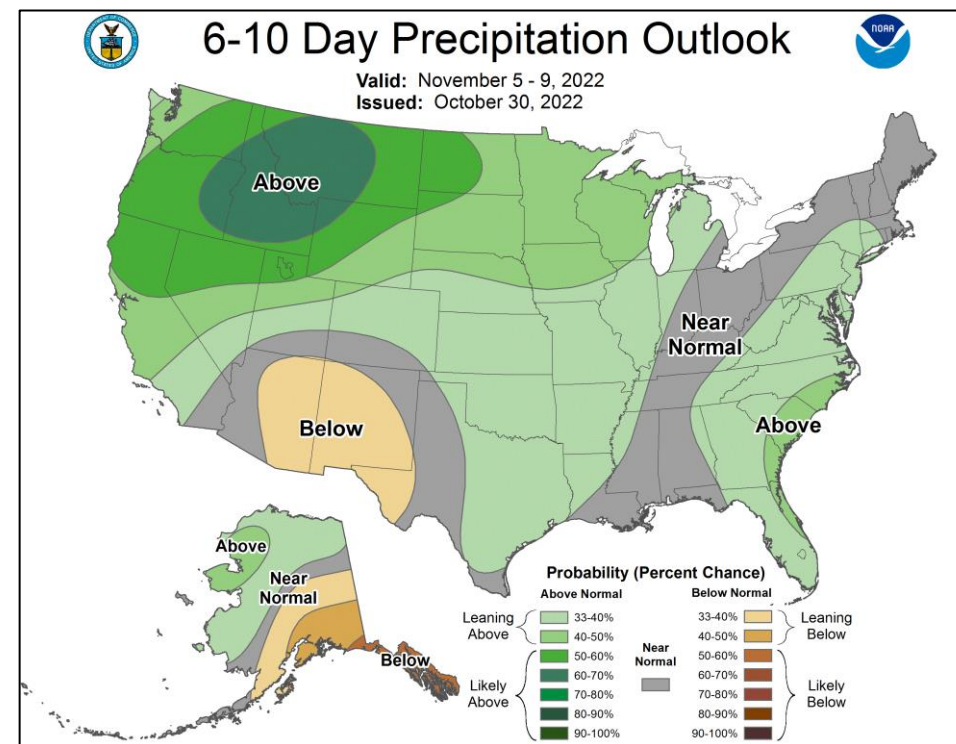 6-10 Day Precipitation Outlook
NOAA
Valid: November 5 - 9, 2022
Issued: October 30, 2022
Above
Near
Normal
Below
Above
Above
Near
Normal
Below
Probability (Percent Chance)
Above Normal
Below Normal
Leaning
Above
33-40%
40-50%
Likely
Above
50-60%
60-70%
70-80%
80-90%
90-100%
Near
Normal
33-40%
40-50%
Leaning
Below
50-60%
60-70%
70-80%
80-90%
90-100%
Likely
Below